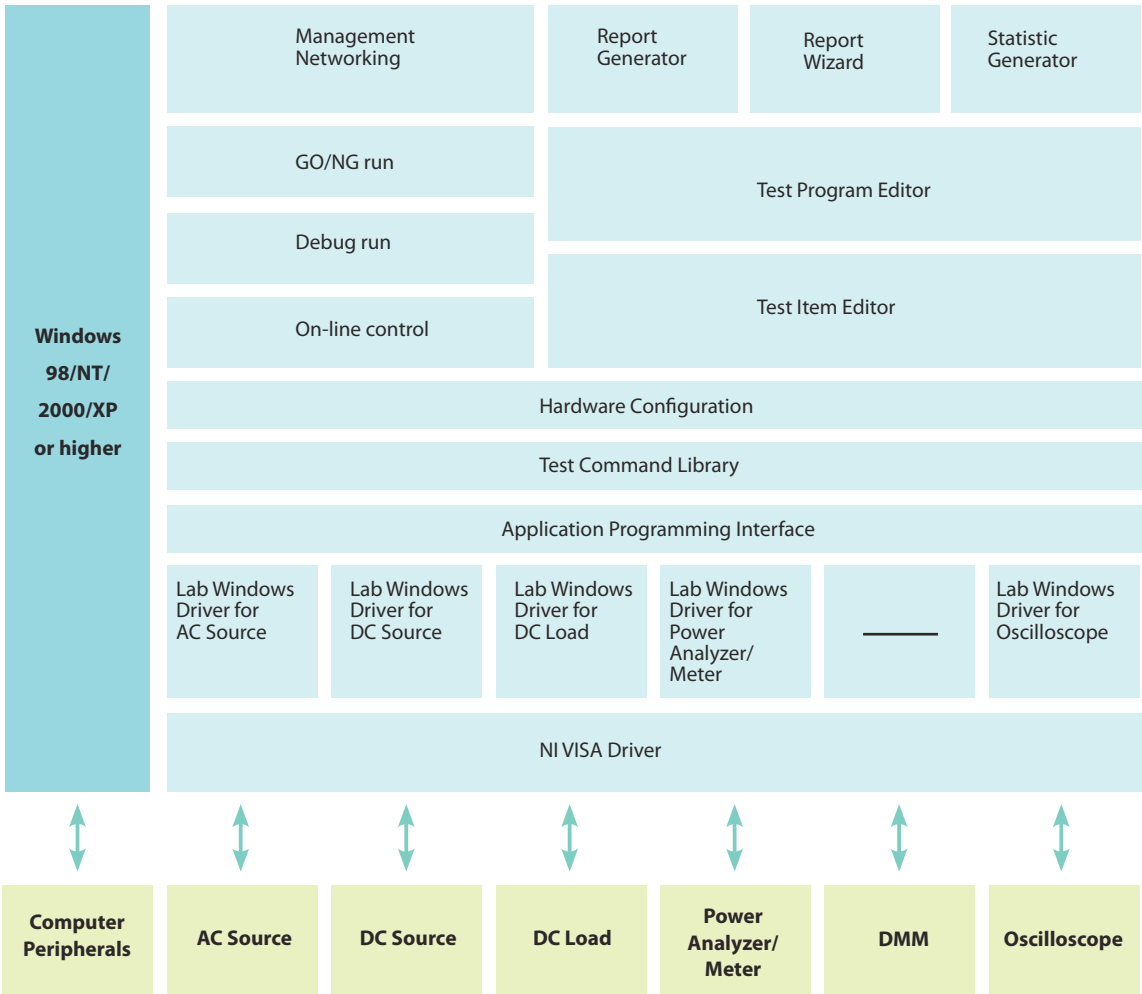 Management
Networking
Report
Generator
Report
Wizard
Statistic
Generator
GO/NG run
Test Program Editor
Debug run
Test Item Editor
On-line control
Windows
98/NT/
2000/XP
or higher
Hardware Configuration
Test Command Library
Application Programming Interface
Lab Windows
Driver for
AC Source
Lab Windows
Driver for
DC Source
Lab Windows
Driver for
DC Load
Lab Windows
Driver for
Power
Analyzer/
Meter
Lab Windows
Driver for
Oscilloscope
NI VISA Driver
Computer
Peripherals
AC Source
DC Source
DC Load
Power
Analyzer/
Meter
DMM
Oscilloscope